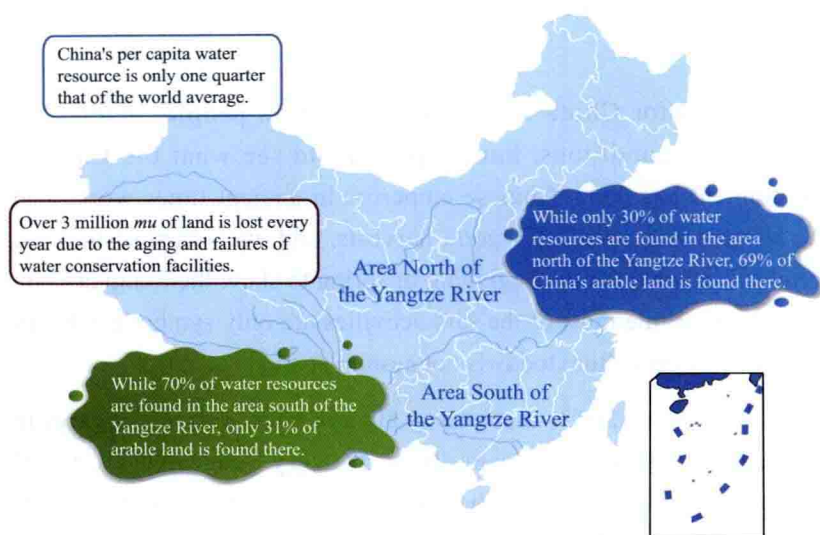 China's per capita water
resource is only one quarter
that of the world average.
Over 3 million mu of land is lost every
year due to the aging and failures of
water conservation facilities.
While only 30% of water
resources are found in the area
north of the Yangtze River, 69% of
China's arable land is found there.
Area North of
the Yangtze River
While 70% of water resources
are found in the area south of the
Yangtze River, only 31% of
arable land is found there.
Area South of
the Yangtze River